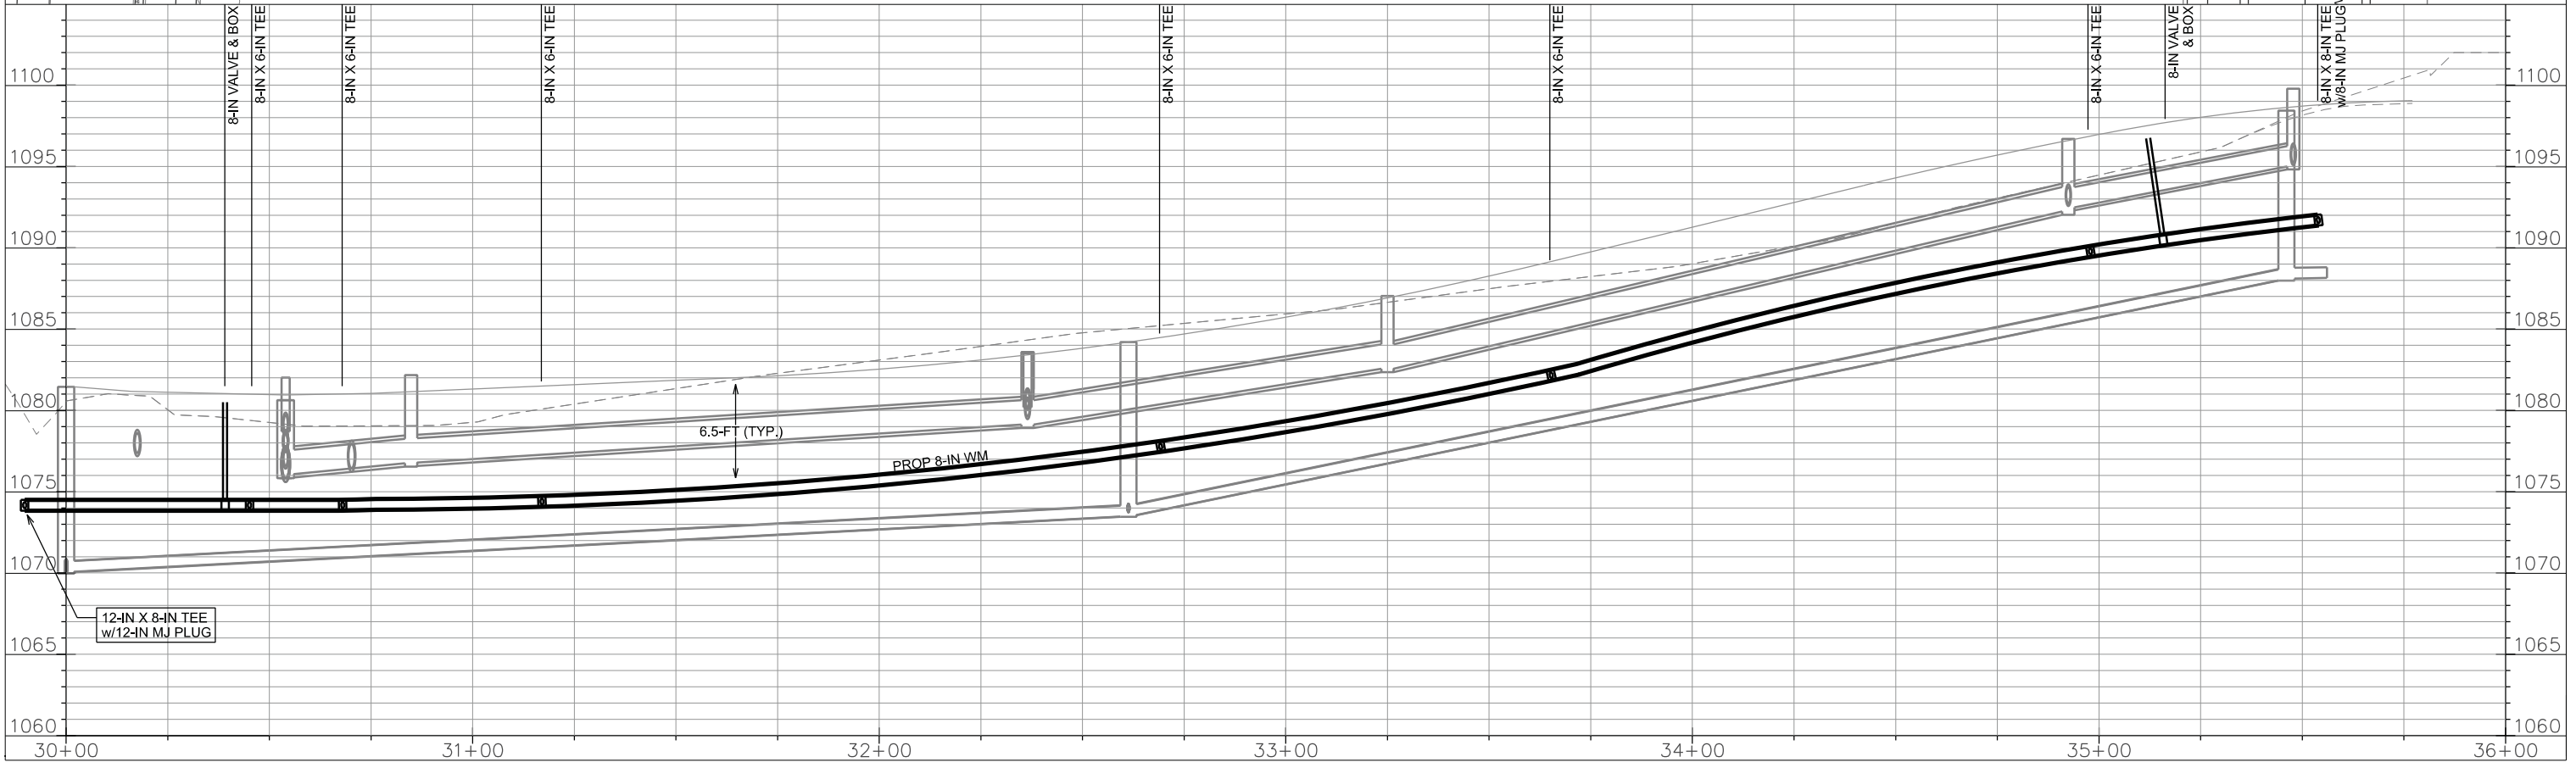 8-IN VALVE & BOX
8-IN X 6-IN TEE
8-IN X 6-IN TEE
8-IN X 6-IN TEE
8-IN X 6-IN TEE
8-IN X 6-IN TEE
8-IN X 6-IN TEE
8-IN VALVE
& BOX
8-IN X 8-IN TEE
w/8-IN MJ PLUG
1100
1100
1095
1095
1090
1090
1085
1085
1080
1080
6.5-FT (TYP.)
PROP 8-IN WM
1075
1075
1070
1070
12-IN X 8-IN TEE
w/12-IN MJ PLUG
1065
1065
1060
1060
30+00
31+00
32+00
33+00
34+00
35+00
36+00